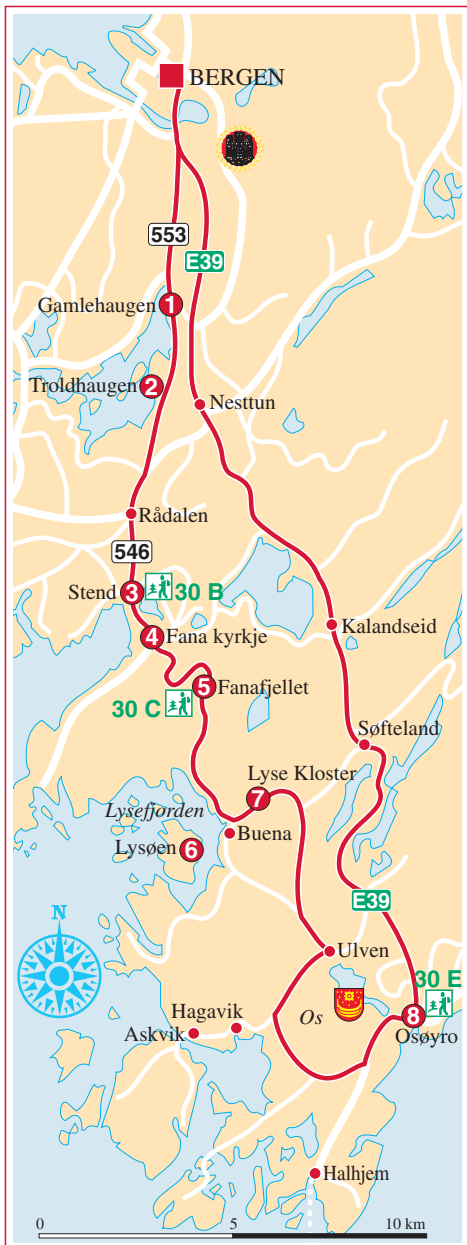 BERGEN
553
E39
Gamlehaugen 1
Troldhaugen 2
Nesttun
Rådalen
546
Stend 3 30 B
4 Fana kyrkje
Kalandseid
30 C 5 Fanafjellet
Søfteland
Lyse Kloster
7
Lysefjorden
Buena
Lysøen 6
E39
N
Ulven
30 E
Os
8
Hagavik
Osøyro
Askvik
Halhjem
0 5 10 km